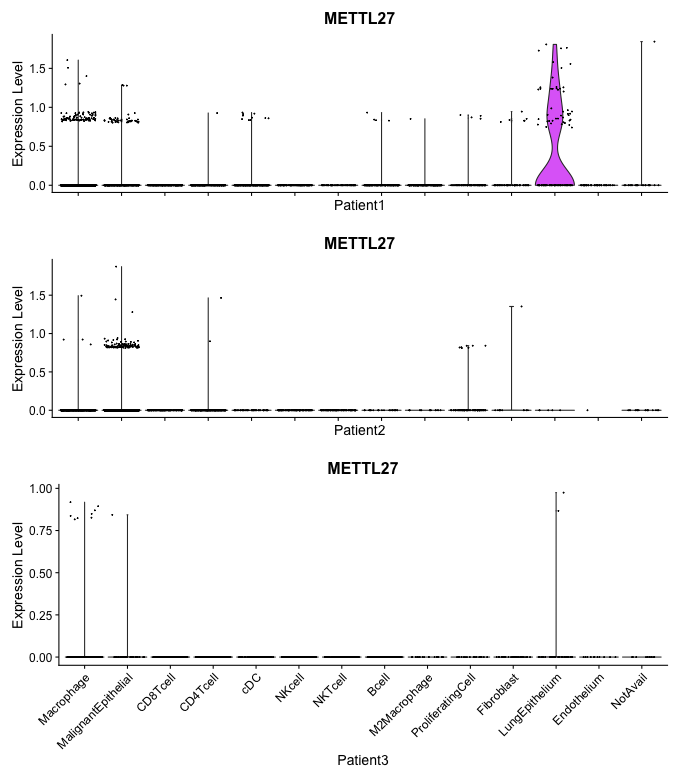 METTL27
Expression Level
1.5
1.0
0.5
0.0
Patient1
METTL27
Expression Level
1.5
1.0
0.5
0.0
Patient2
METTL27
Expression Level
1.00
0.75
0.50
0.25
0.00
Macrophage
MalignantEpithelial
CD8Tcell
CD4Tcell
cDC
NKcell
NKTcell
Bcell
M2Macrophage
ProliferatingCell
Fibroblast
LungEpithelium
Endothelium
NotAvail
Patient3